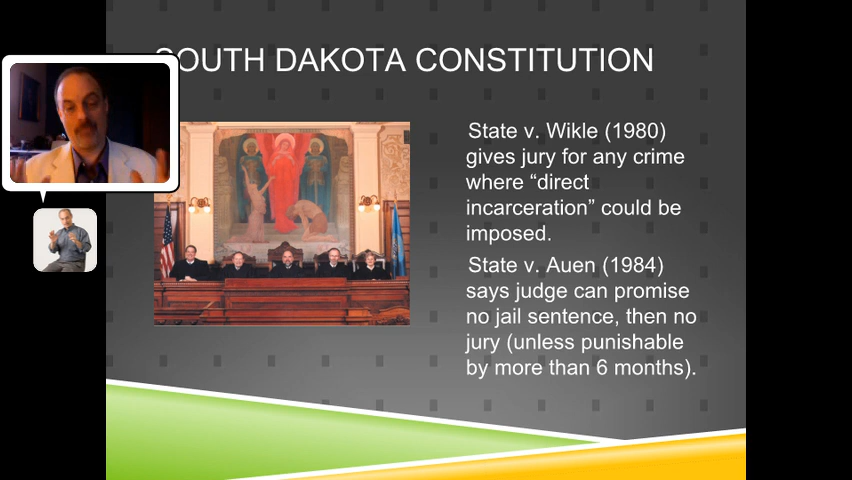 SOUTH DAKOTA CONSTITUTION
State v. Wikle (1980)
gives jury for any crime
where “direct
incarceration” could be
imposed.
State v. Auen (1984)
says judge can promise
no jail sentence, then no
jury (unless punishable
by more than 6 months).